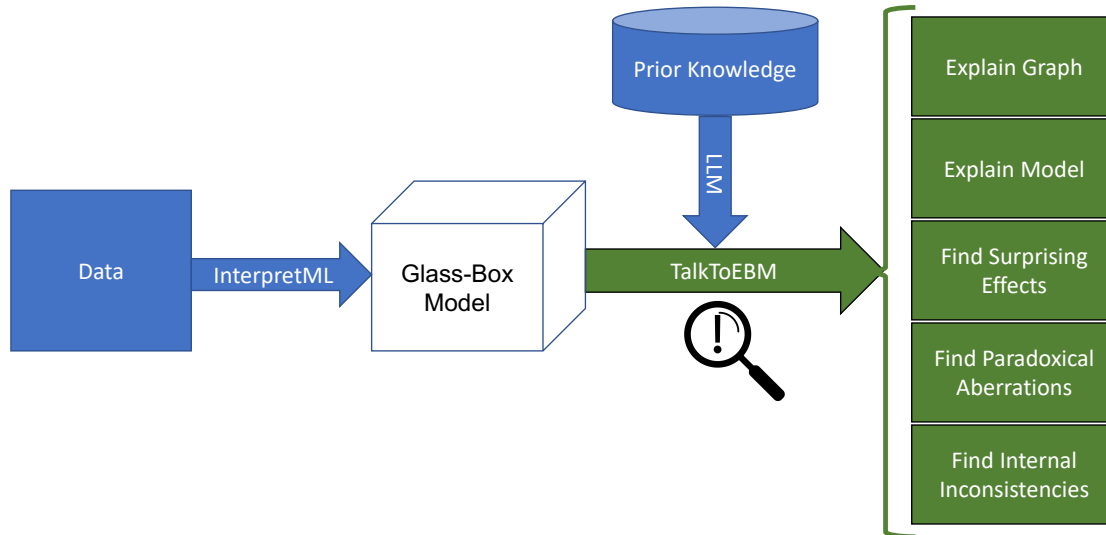 Prior Knowledge
LLM
Data
InterpretML
Glass-Box
Model
TalkToEBM
!
Explain Graph
Explain Model
Find Surprising
Effects
Find Paradoxical
Aberrations
Find Internal
Inconsistencies